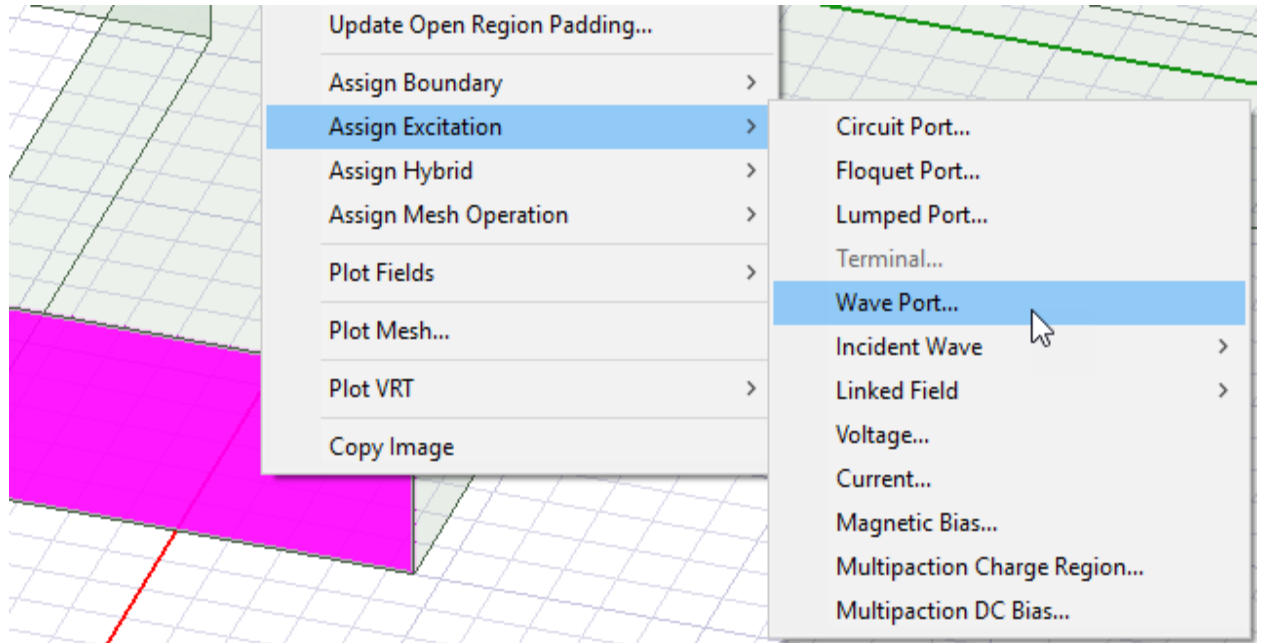 Update Open Region Padding...
Assign Boundary
Assign Excitation
Assign Hybrid
Assign Mesh Operation
Plot Fields
Plot Mesh...
Plot VRT
Copy Image
Circuit Port...
Floquet Port...
Lumped Port...
Terminal...
Wave Port...
Incident Wave
Linked Field
Voltage...
Current...
Magnetic Bias...
Multipaction Charge Region...
Multipaction DC Bias...